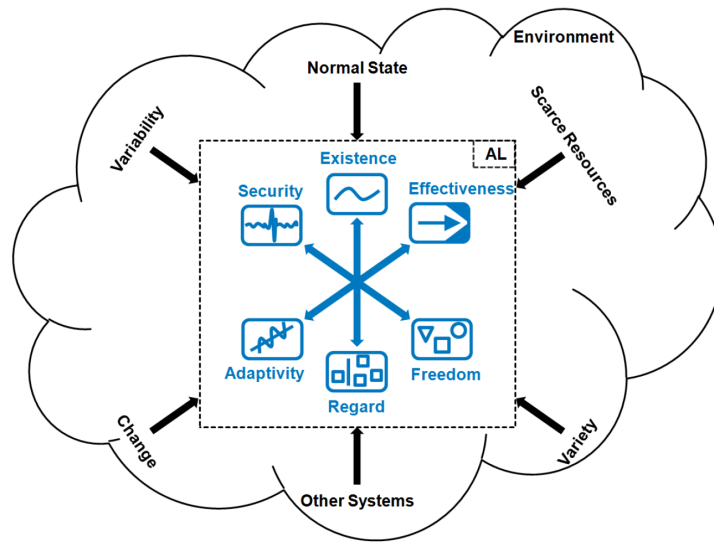 Environment
Normal State
Variability
Scarce Resources
AL
Existence
Security
Effectiveness
Adaptivity
Regard
Freedom
Change
Other Systems
Variety